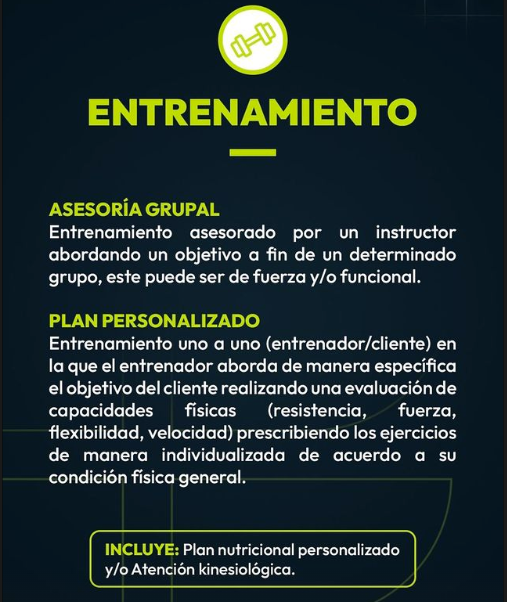 ENTRENAMIENTO
ASESORÍA GRUPAL
Entrenamiento asesorado por un instructor
abordando un objetivo a fin de un determinado
grupo, este puede ser de fuerza y/o funcional.
PLAN PERSONALIZADO
Entrenamiento uno a uno (entrenador/cliente) en
la que el entrenador aborda de manera específica
el objetivo del cliente realizando una evaluación de
capacidades físicas (resistencia, fuerza,
flexibilidad, velocidad) prescribiendo los ejercicios
de manera individualizada de acuerdo a su
condición física general.
INCLUYE: Plan nutricional personalizado
y/o Atención kinesiológica.